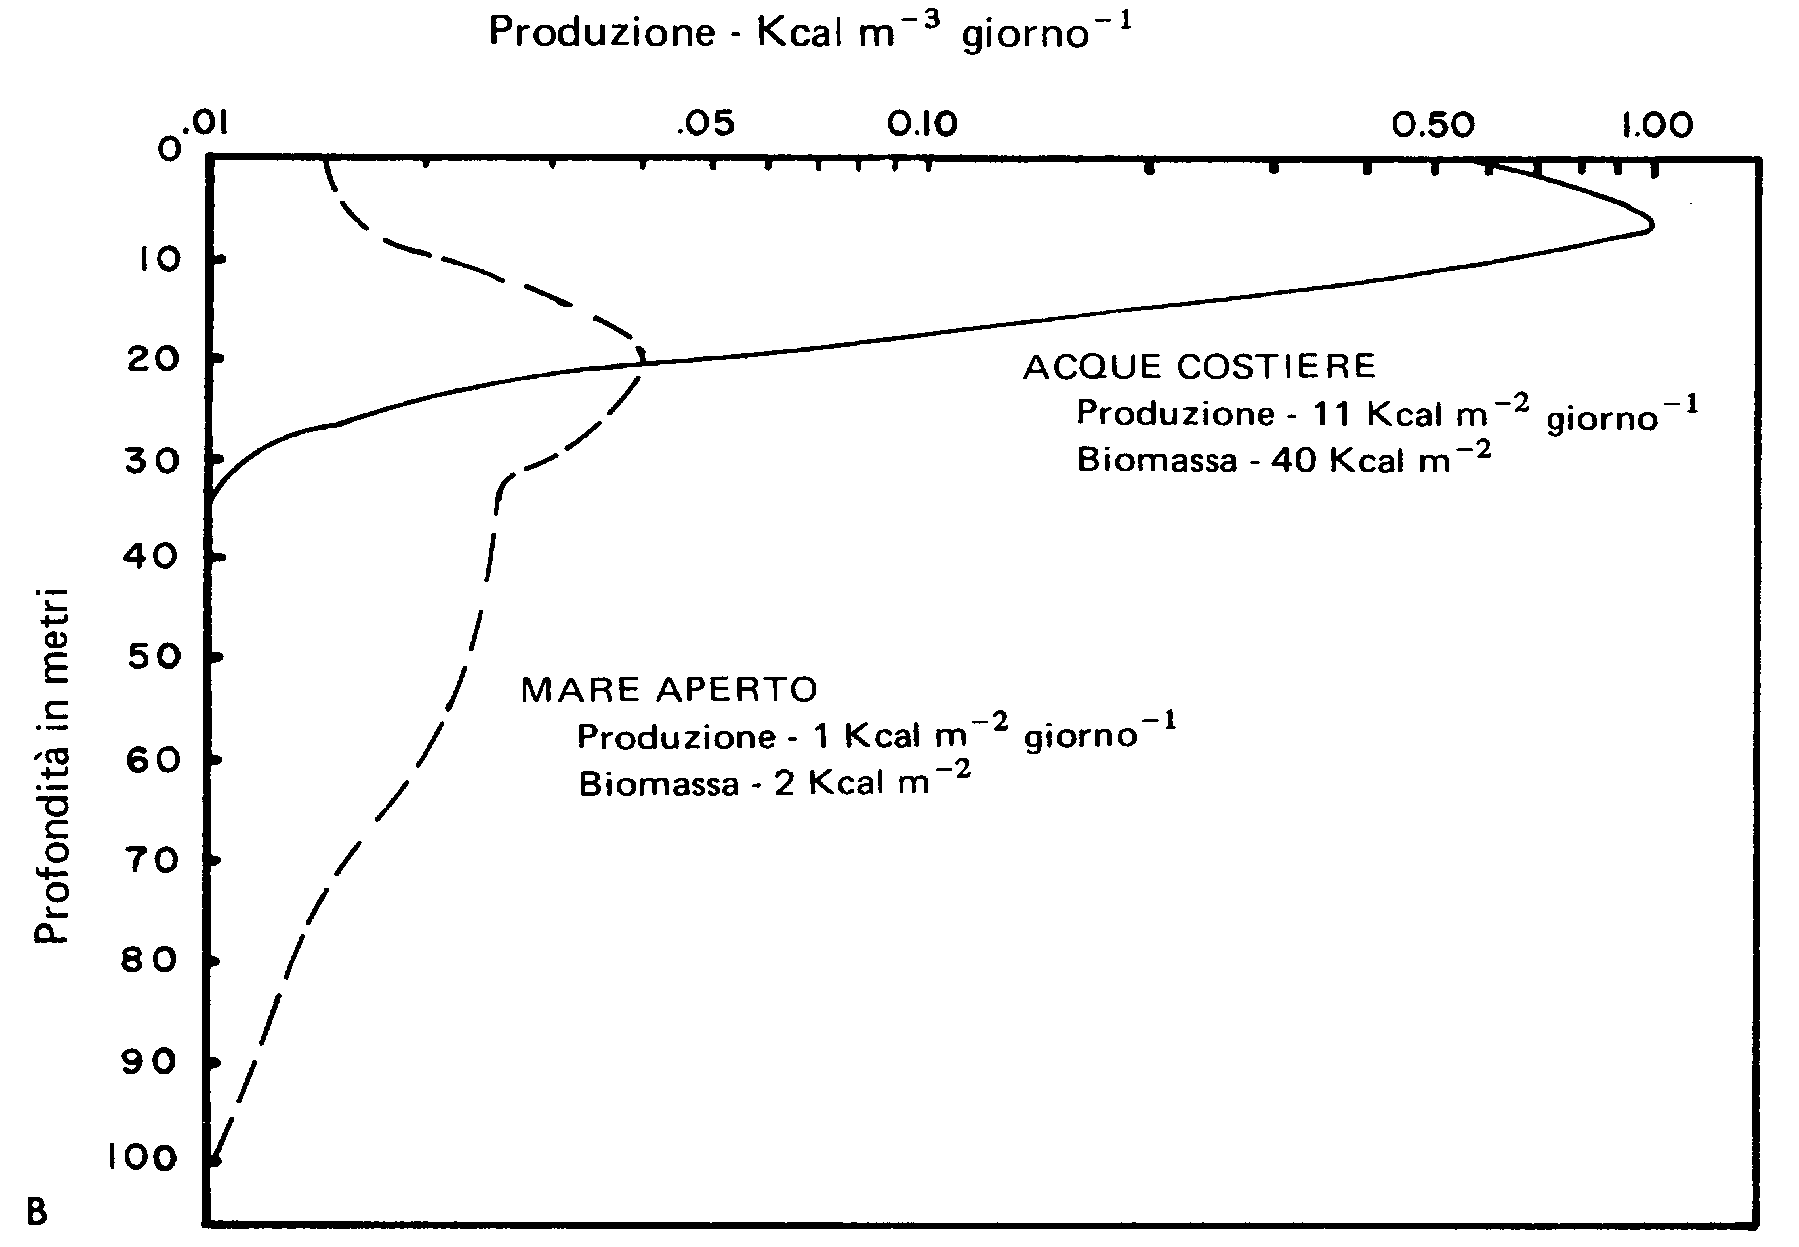 Produzione - Kcal m⁻³ giorno⁻¹
.01 .05 0.10 0.50 1.00
0
10
20
30
40
50
60
70
80
90
100
Profondità in metri
ACQUE COSTIERE
Produzione - 11 Kcal m⁻² giorno⁻¹
Biomassa - 40 Kcal m⁻²
MARE APERTO
Produzione - 1 Kcal m⁻² giorno⁻¹
Biomassa - 2 Kcal m⁻²
B